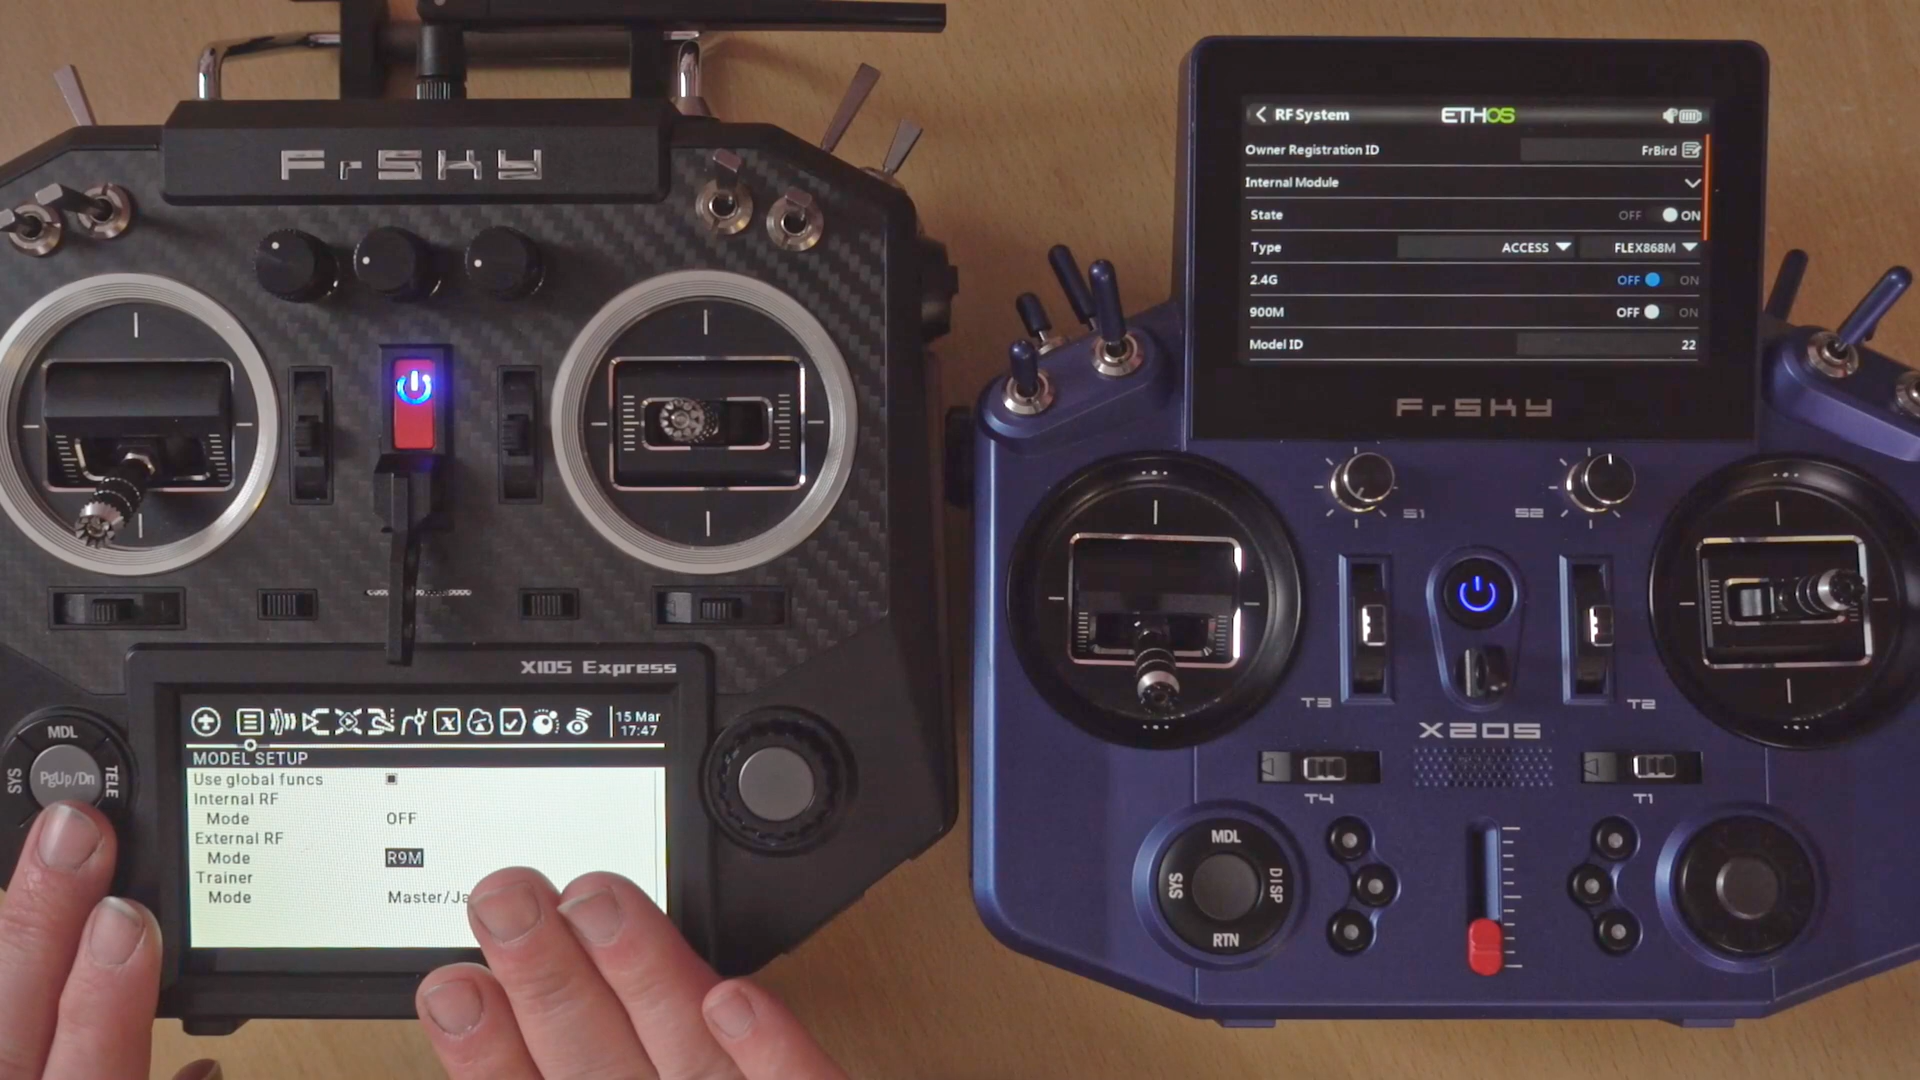 FrSKY
X10S Express
MDL
SYS
PgUp/Dn
TELE
15 Mar
17:47
MODEL SETUP
Use global funcs
Internal RF
Mode OFF
External RF
Mode R9M
Trainer
Mode Master/Ja
RF System ETHOS
Owner Registration ID FrBird
Internal Module
State OFF ON
Type ACCESS FLEX868M
2.4G OFF ON
900M OFF ON
Model ID 22
FrSKY
S1 S2
T3 T2
X20S
T4 T1
MDL
SYS DISP
RTN